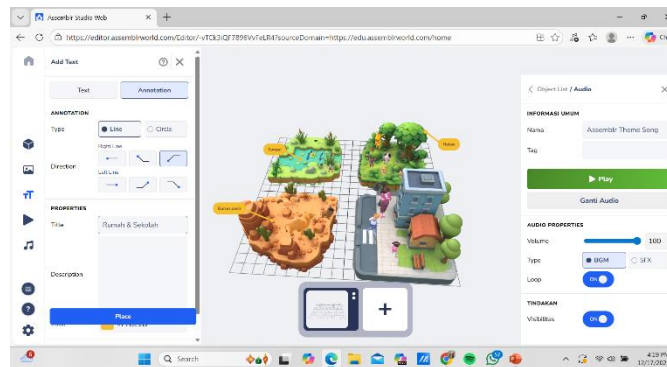 Assemblr Studio Web
https://editor.assemblrworld.com/Editor/
sourceDomain=https://edu.assemblrworld.com/home
Add Text
Text
Annotation
ANNOTATION
Type
Line
Circle
Right Line
Direction
Left Line
PROPERTIES
Title
Rumah & Sekolah
Description
Place
Object List / Audio
INFORMASI UMUM
Nama
Assemblr Theme Song
Tag
Play
Ganti Audio
AUDIO PROPERTIES
Volume
100
Type
BGM
SFX
Loop
ON
TINDAKAN
Visibilitas
ON
Search
4:19 PM